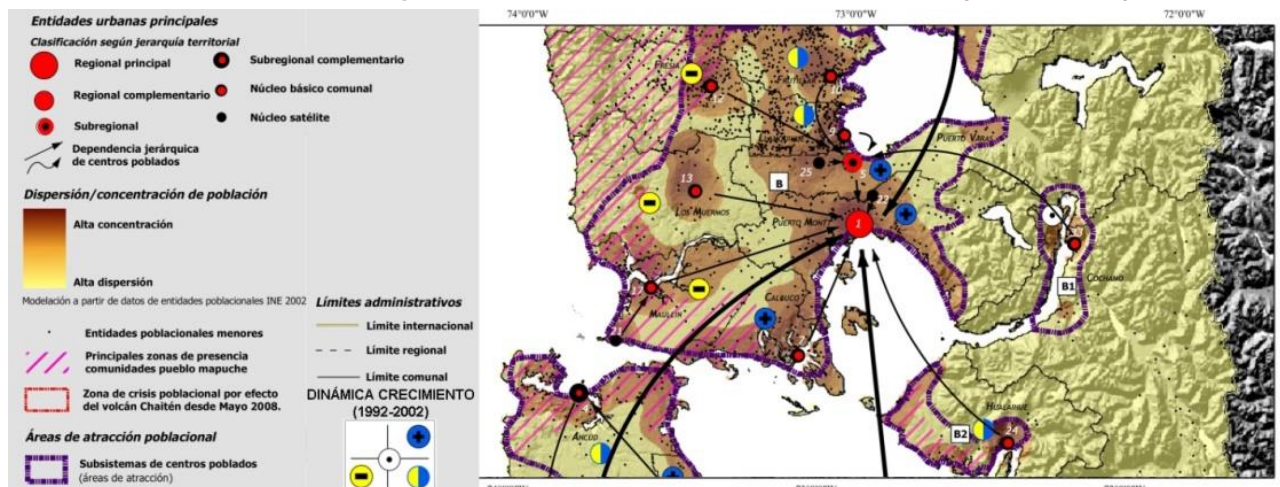 Entidades urbanas principales
Clasificación según jerarquía territorial
Regional principal
Regional complementario
Subregional
Subregional complementario
Núcleo básico comunal
Núcleo satélite
Dependencia jerárquica
de centros poblados
Dispersión/concentración de población
Alta concentración
Alta dispersión
Modelación a partir de datos de entidades poblacionales INE 2002
Entidades poblacionales menores
Principales zonas de presencia
comunidades pueblo mapuche
Zona de crisis poblacional por efecto
del volcán Chaitén desde Mayo 2008.
Áreas de atracción poblacional
Subsistemas de centros poblados
(áreas de atracción)
Límites administrativos
Límite internacional
Límite regional
Límite comunal
DINÁMICA CRECIMIENTO
(1992-2002)
74°0'0"W
73°0'0"W
72°0'0"W
FRESIA
12
10
9
PUERTO VARAS
25
5
B
13
LOS MUERMOS
PUERTO MONTT
1
COCHAMO
B1
MAULLIN
CALBUCO
HUALAIHUE
B2
24
ANCUD